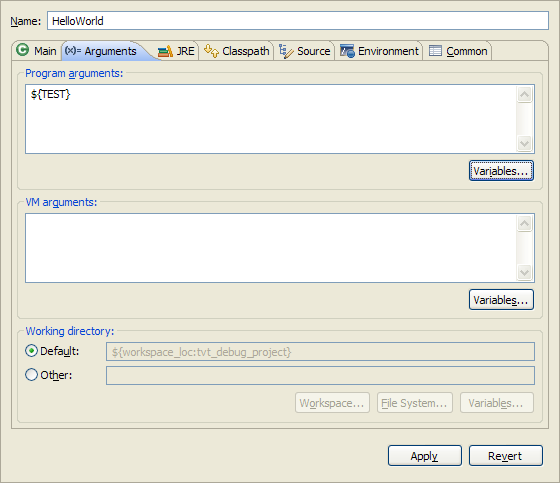 Name: HelloWorld
Main (x)= Arguments JRE Classpath Source Environment Common
Program arguments:
${TEST}
Variables...
VM arguments:
Variables...
Working directory:
Default: ${workspace_loc:tvt_debug_project}
Other:
Workspace... File System... Variables...
Apply Revert